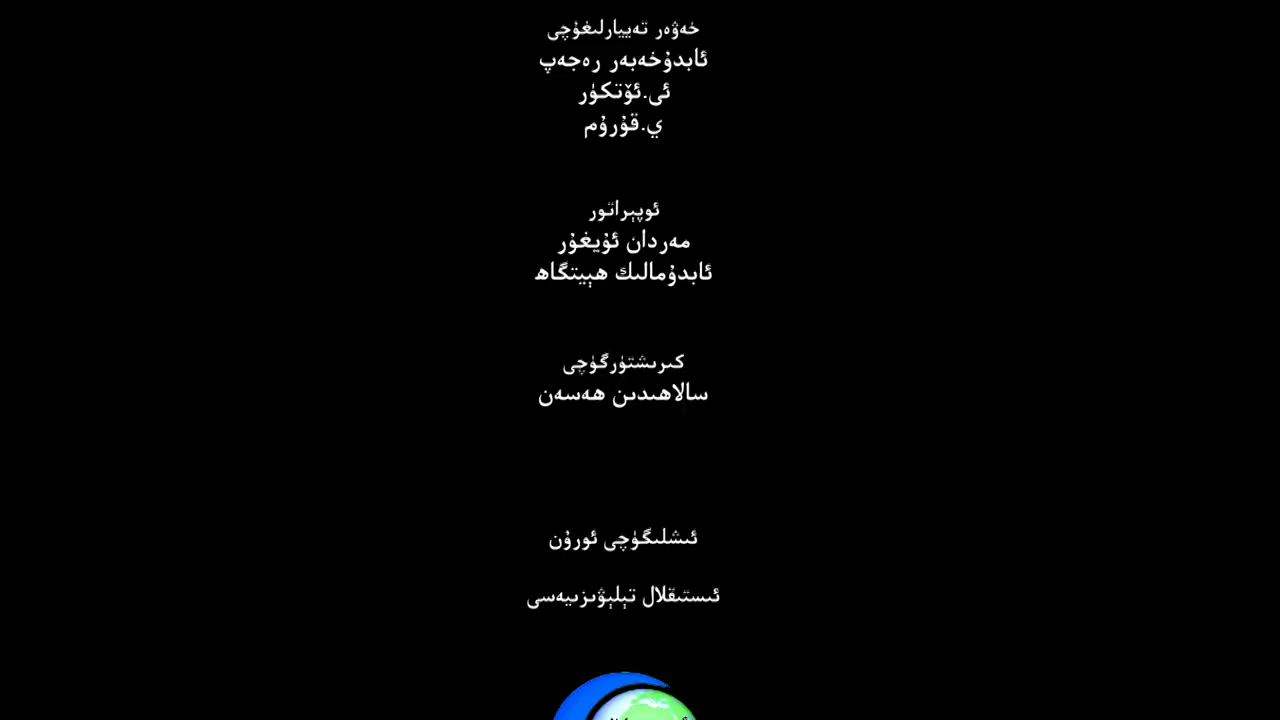 خەۋەر تەييارلىغۇچى
ئابدۇخەبەر رەجەپ
ئى.ئۆتكۈر
ي.قۇرۇم
ئوپېراتور
مەردان ئۇيغۇر
ئابدۇمالىك ھېيتگاھ
كىرىشتۈرگۈچى
سالاھىدىن ھەسەن
ئىشلىگۈچى ئورۇن
ئىستىقلال تېلېۋىزىيەسى